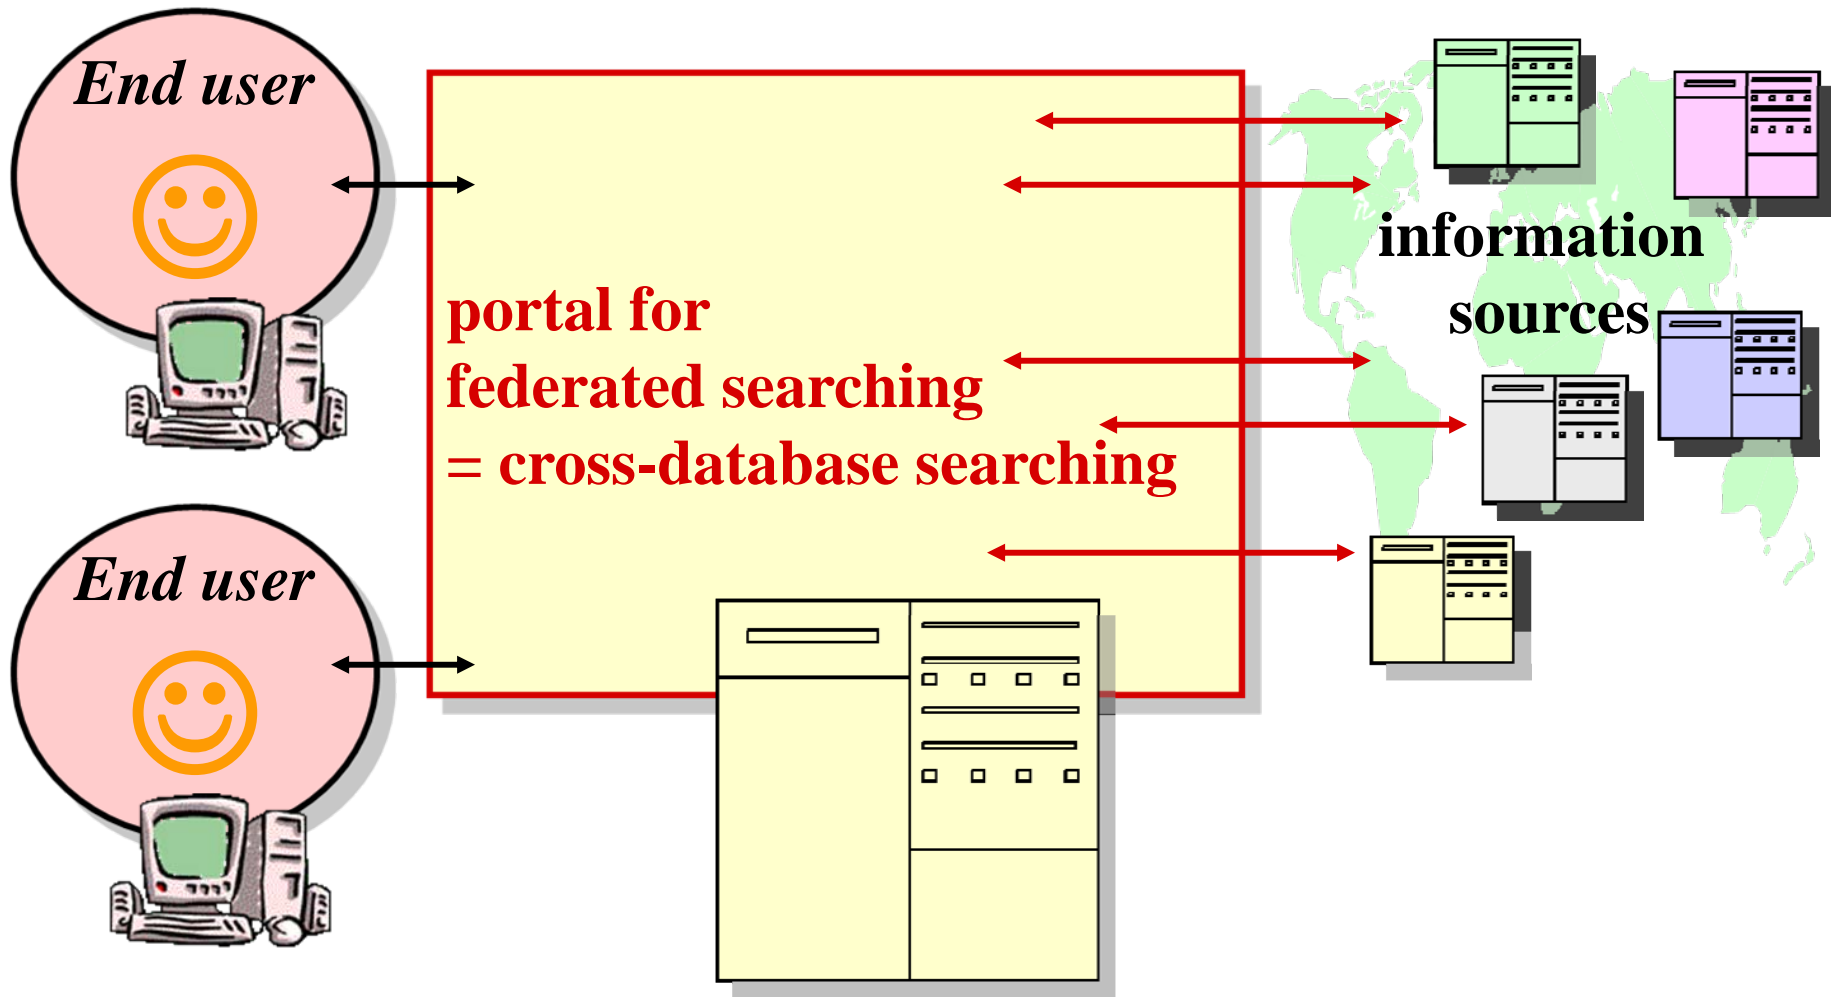 End user
portal for
federated searching
= cross-database searching
information
sources
End user